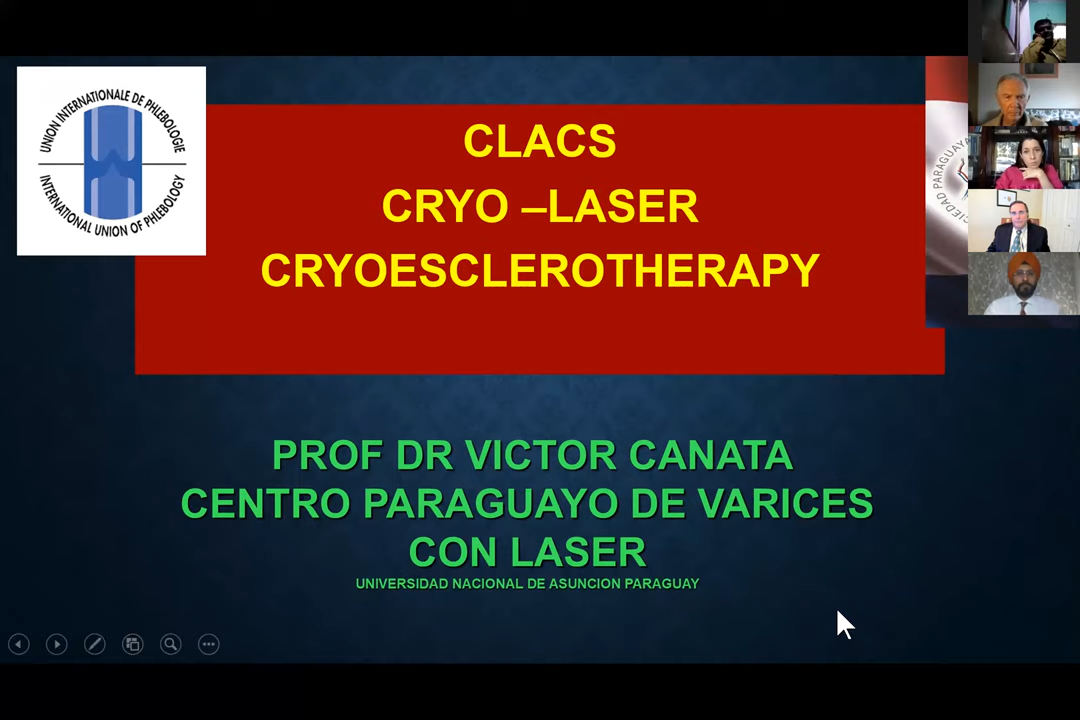 UNION INTERNATIONALE DE PHLEBOLOGIE
INTERNATIONAL UNION OF PHLEBOLOGY
CLACS
CRYO –LASER
CRYOESCLEROTHERAPY
PARAGUAYA
PROF DR VICTOR CANATA
CENTRO PARAGUAYO DE VARICES
CON LASER
UNIVERSIDAD NACIONAL DE ASUNCION PARAGUAY